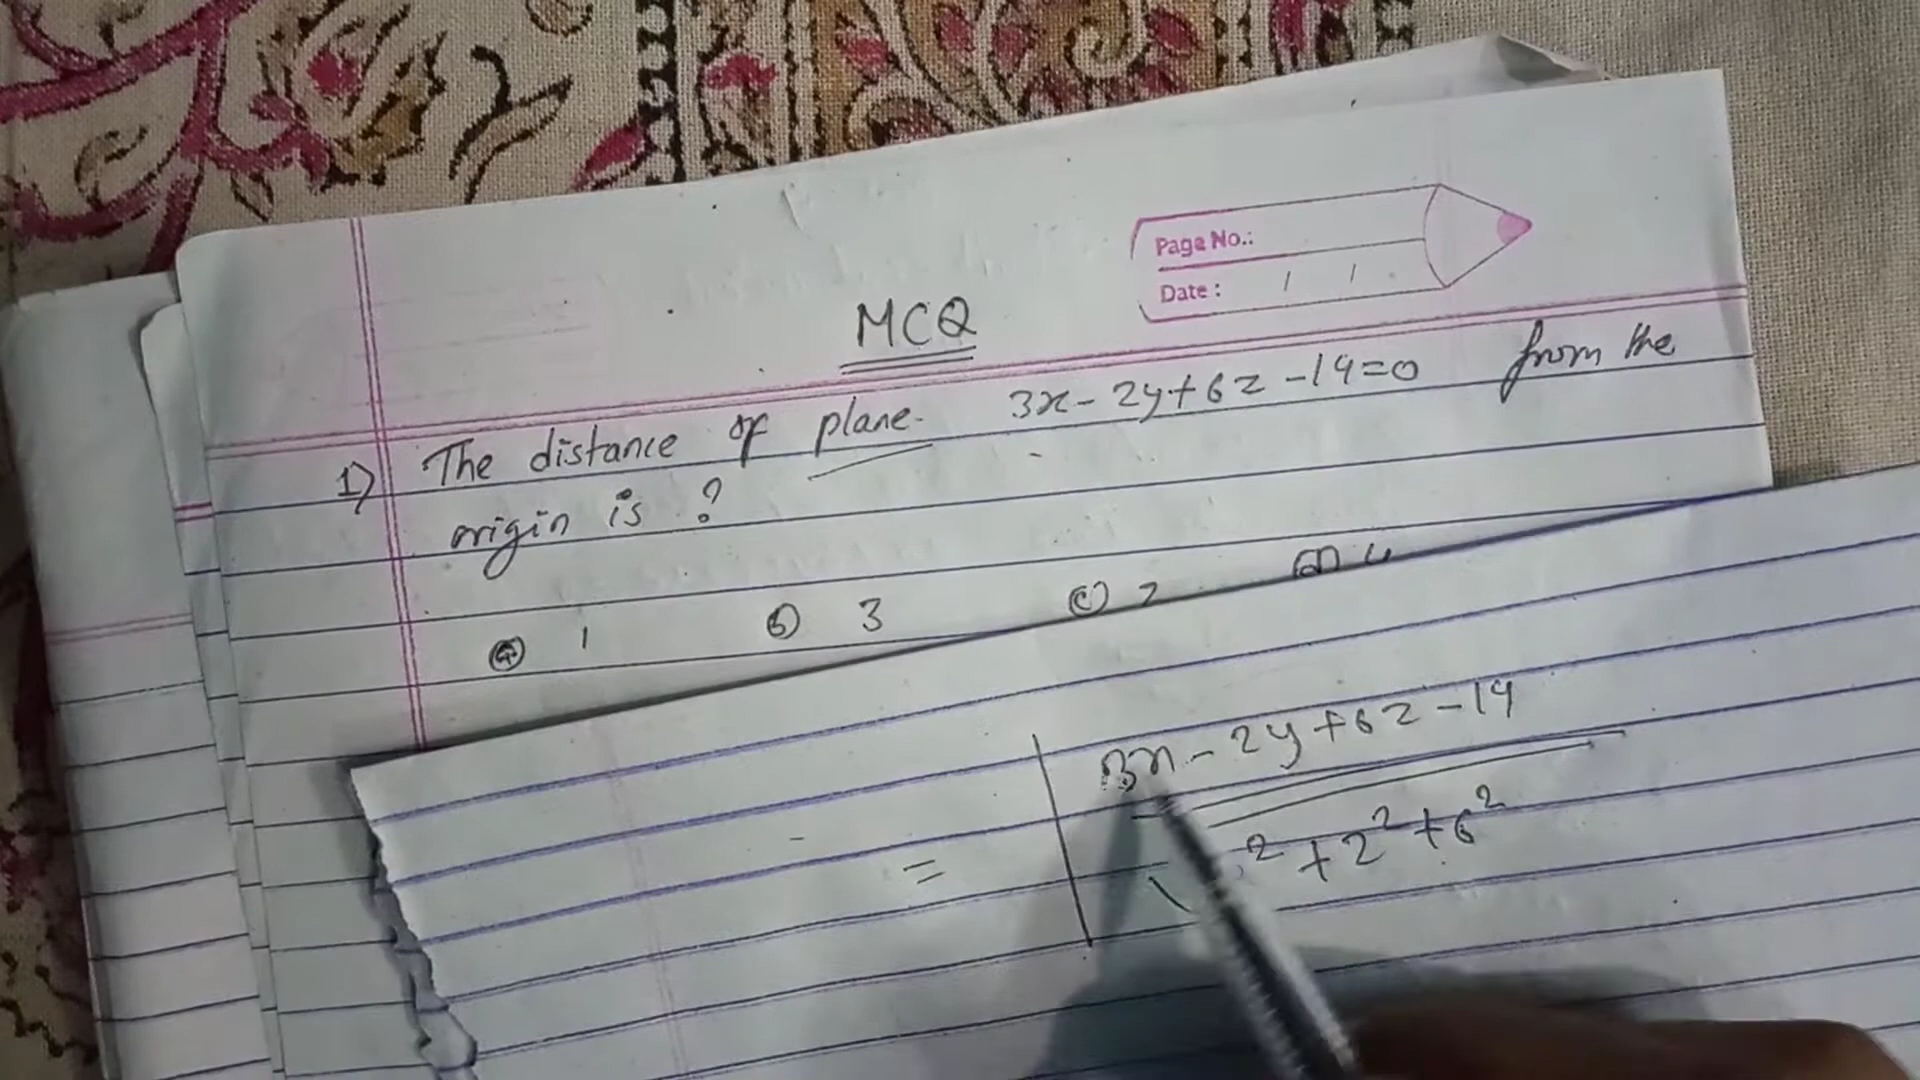 Page No.:
Date : / /
MCQ
1) The distance of plane 3x-2y+6z-14=0 from the
origin is ?
(a) 1 (b) 3 (c) 2
3x-2y+6z-14
= ² +2²+6²